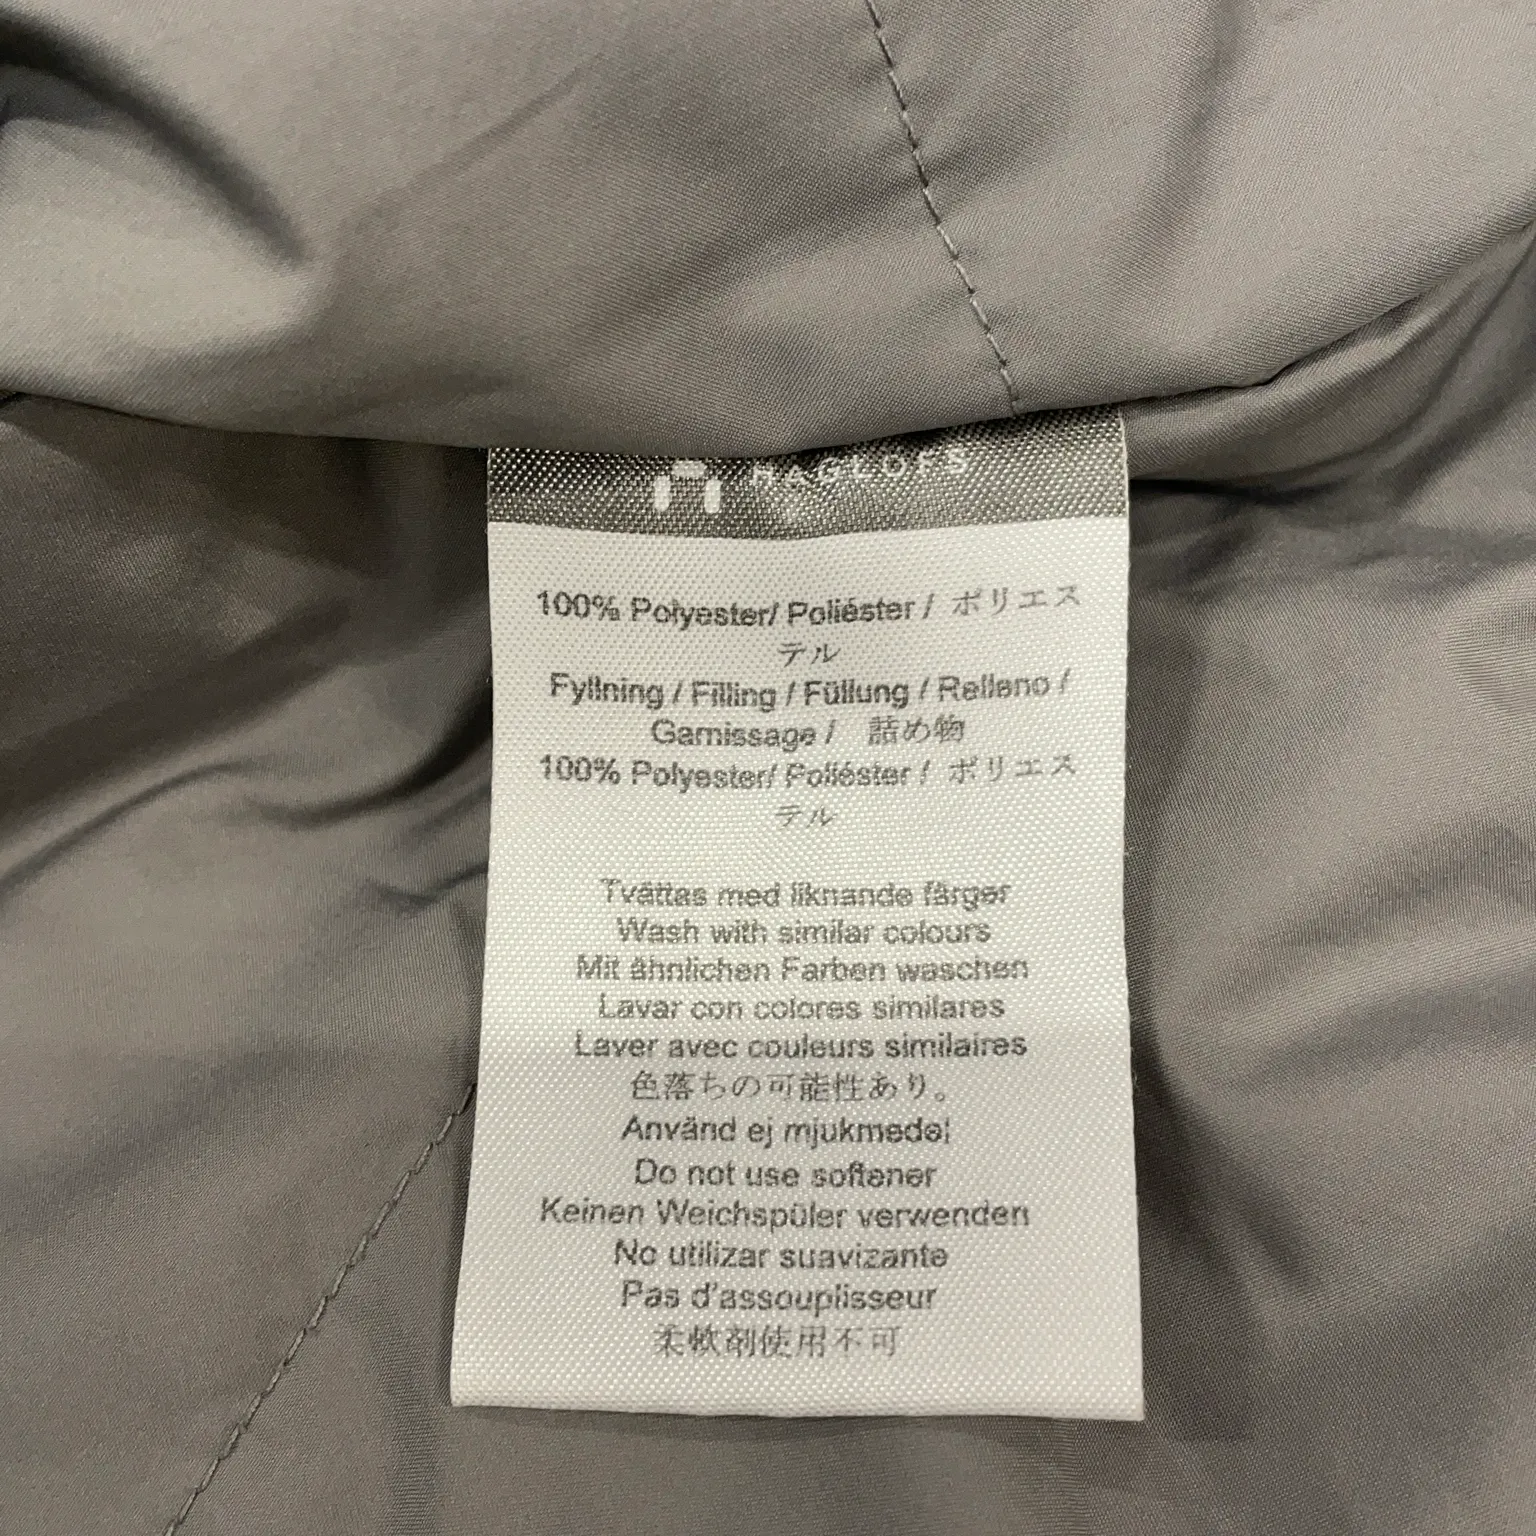 HAGLÖFS
100% Polyester/ Poliéster / ポリエス
テル
Fyllning / Filling / Füllung / Relleno /
Garnissage / 詰め物
100% Polyester/ Poliéster / ポリエス
テル
Tvättas med liknande färger
Wash with similar colours
Mit ähnlichen Farben waschen
Lavar con colores similares
Laver avec couleurs similaires
色落ちの可能性あり。
Använd ej mjukmedel
Do not use softener
Keinen Weichspüler verwenden
No utilizar suavizante
Pas d'assouplisseur
柔軟剤使用不可